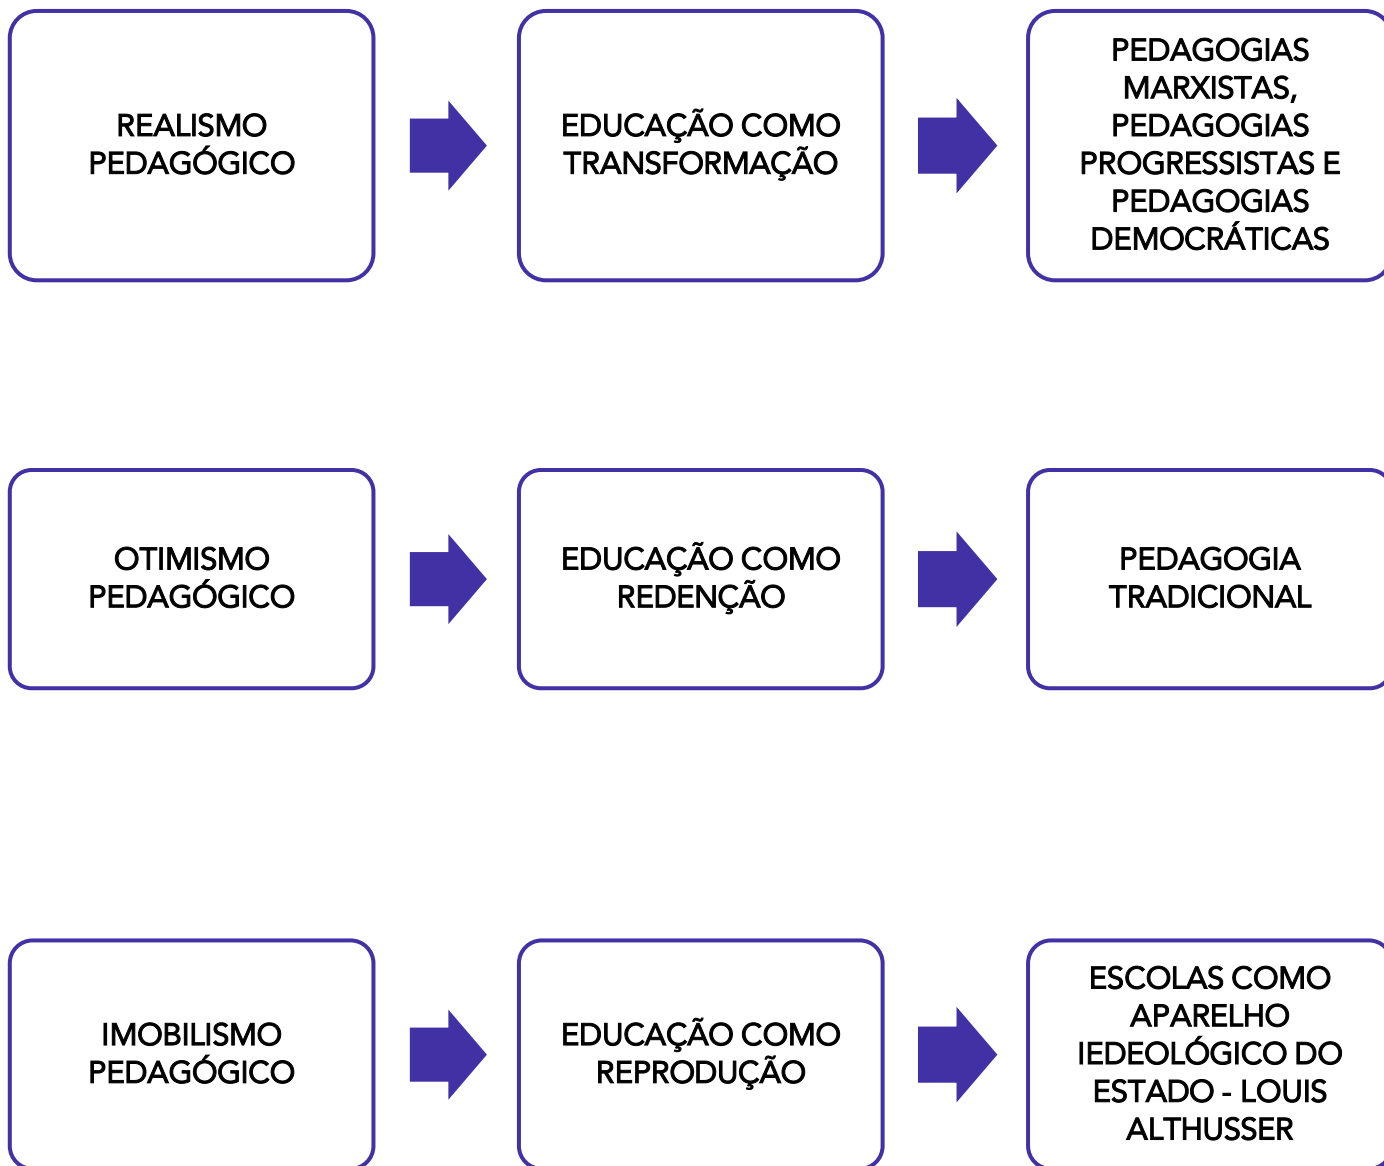 REALISMO
PEDAGÓGICO
EDUCAÇÃO COMO
TRANSFORMAÇÃO
PEDAGOGIAS
MARXISTAS,
PEDAGOGIAS
PROGRESSISTAS E
PEDAGOGIAS
DEMOCRÁTICAS
OTIMISMO
PEDAGÓGICO
EDUCAÇÃO COMO
REDENÇÃO
PEDAGOGIA
TRADICIONAL
IMOBILISMO
PEDAGÓGICO
EDUCAÇÃO COMO
REPRODUÇÃO
ESCOLAS COMO
APARELHO
IEDEOLÓGICO DO
ESTADO - LOUIS
ALTHUSSER